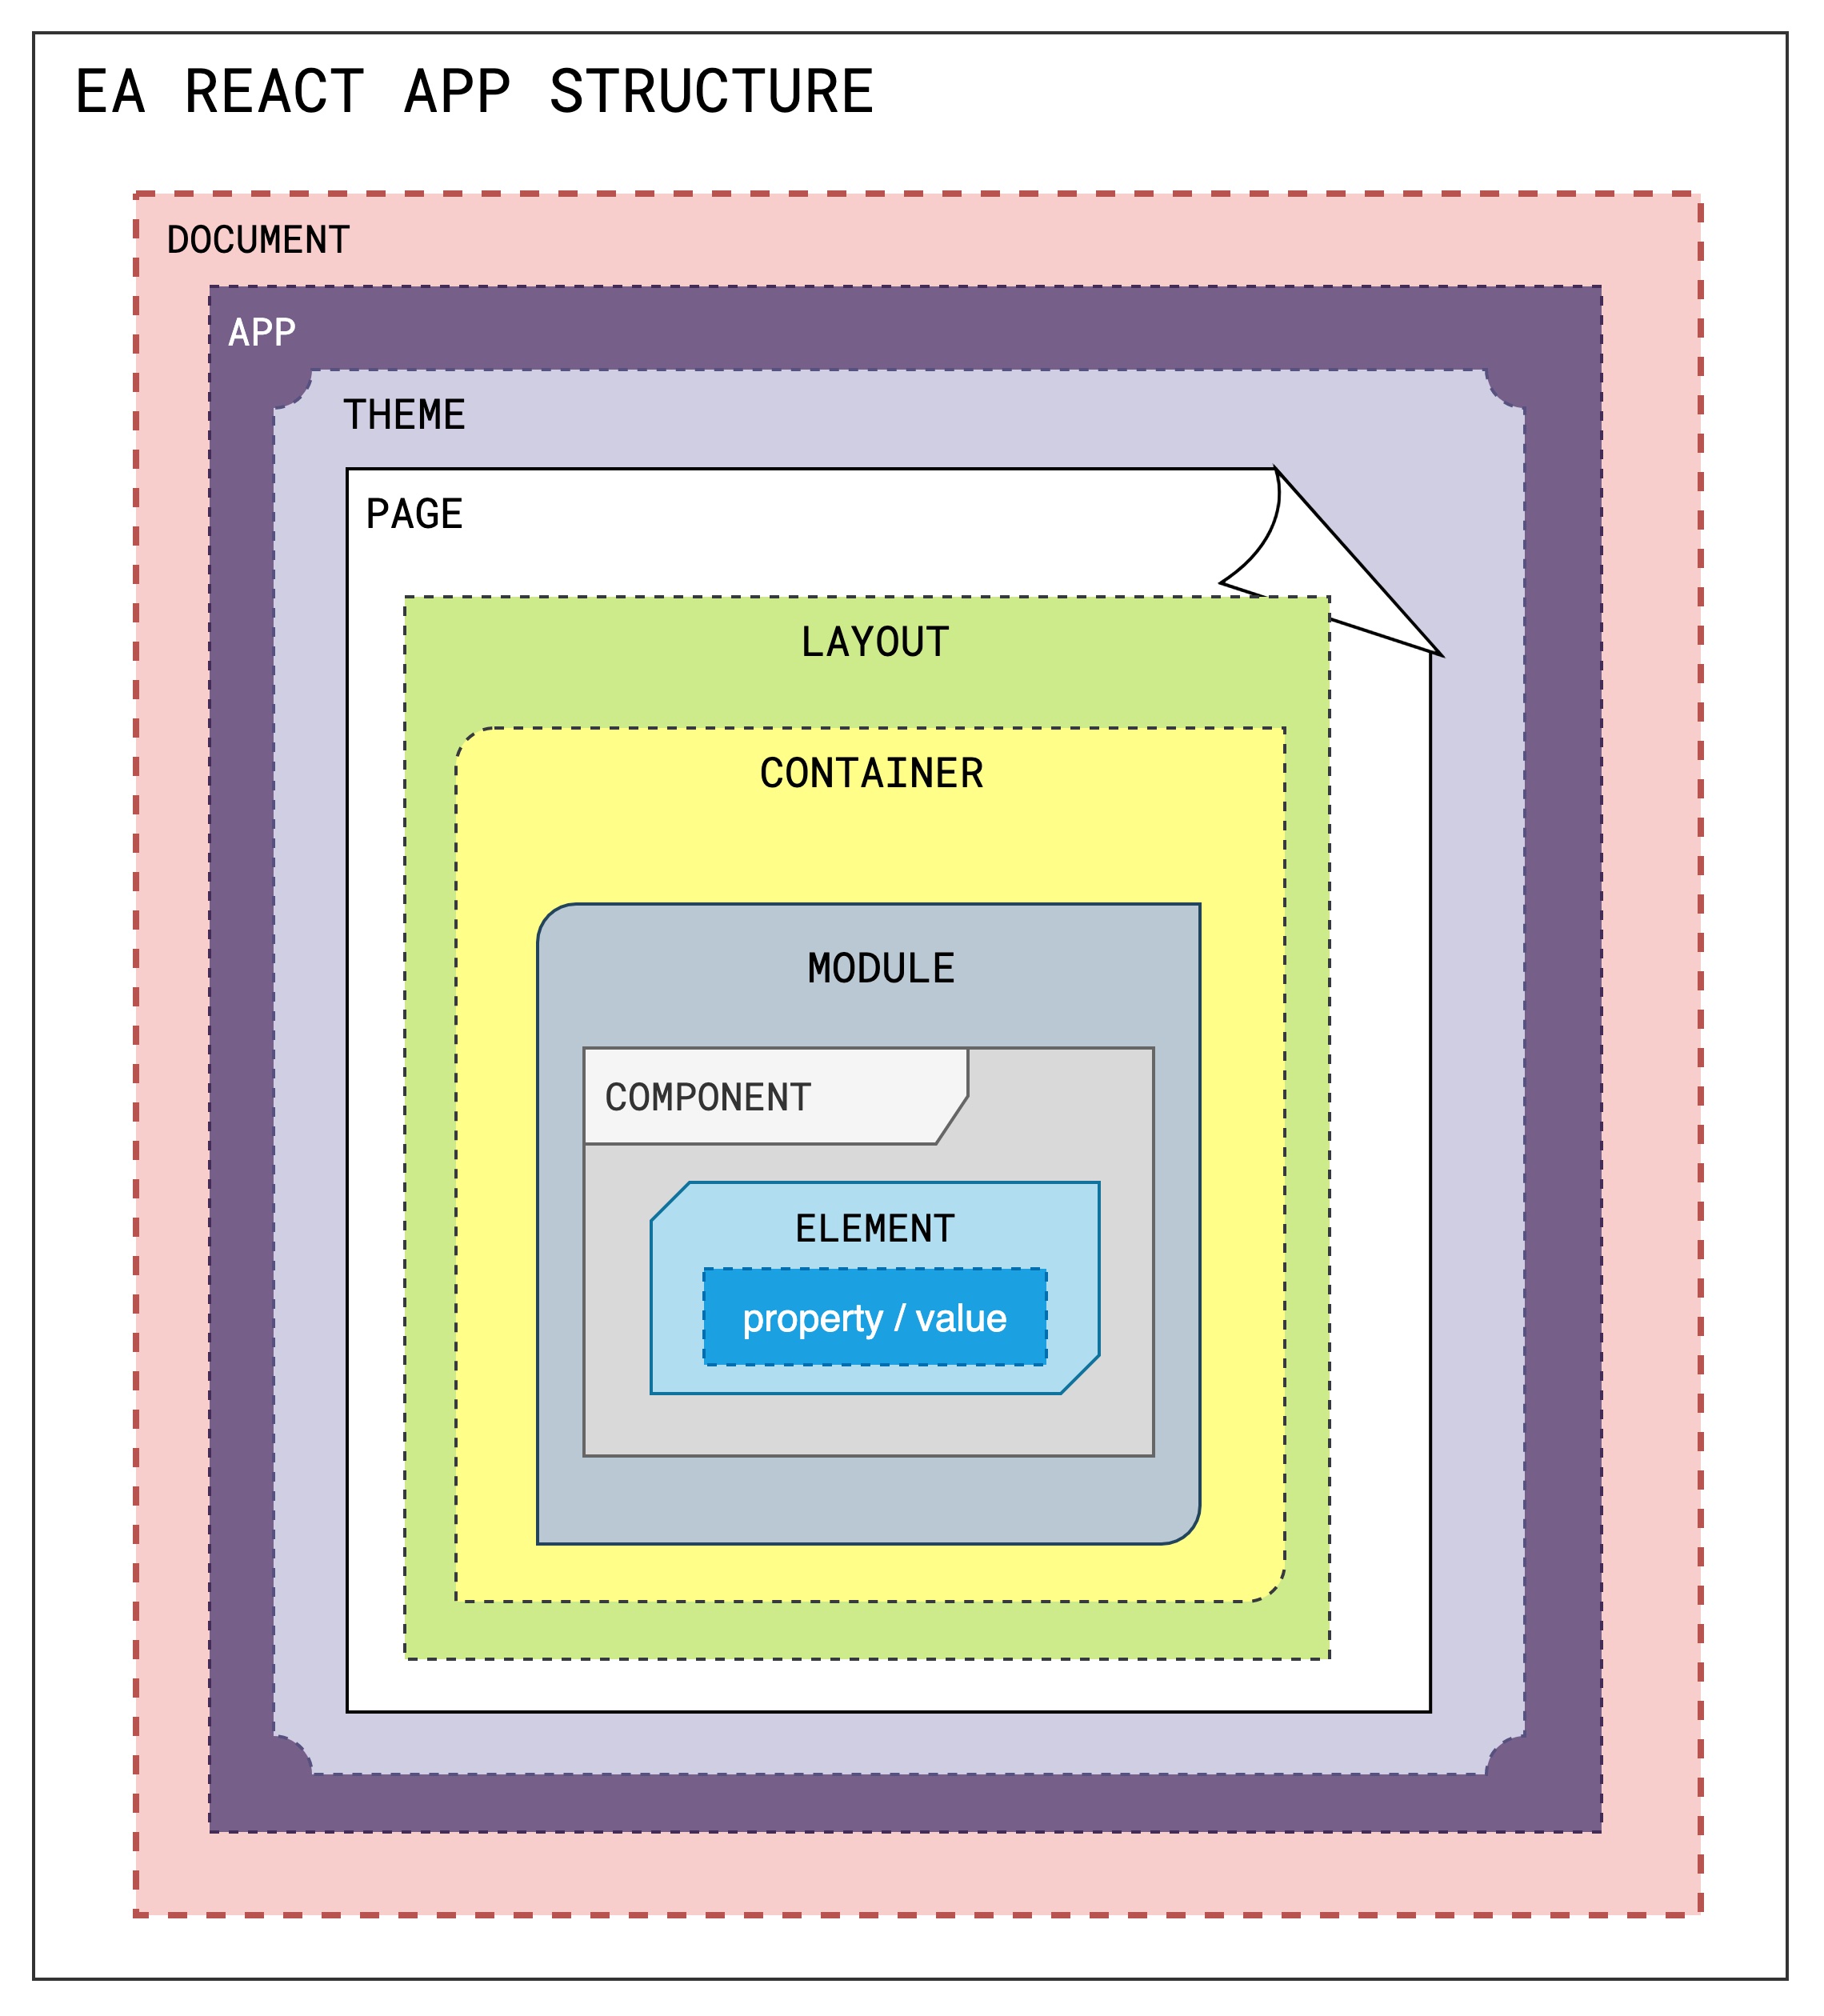 EA REACT APP STRUCTURE
DOCUMENT
APP
THEME
PAGE
LAYOUT
CONTAINER
MODULE
COMPONENT
ELEMENT
property / value